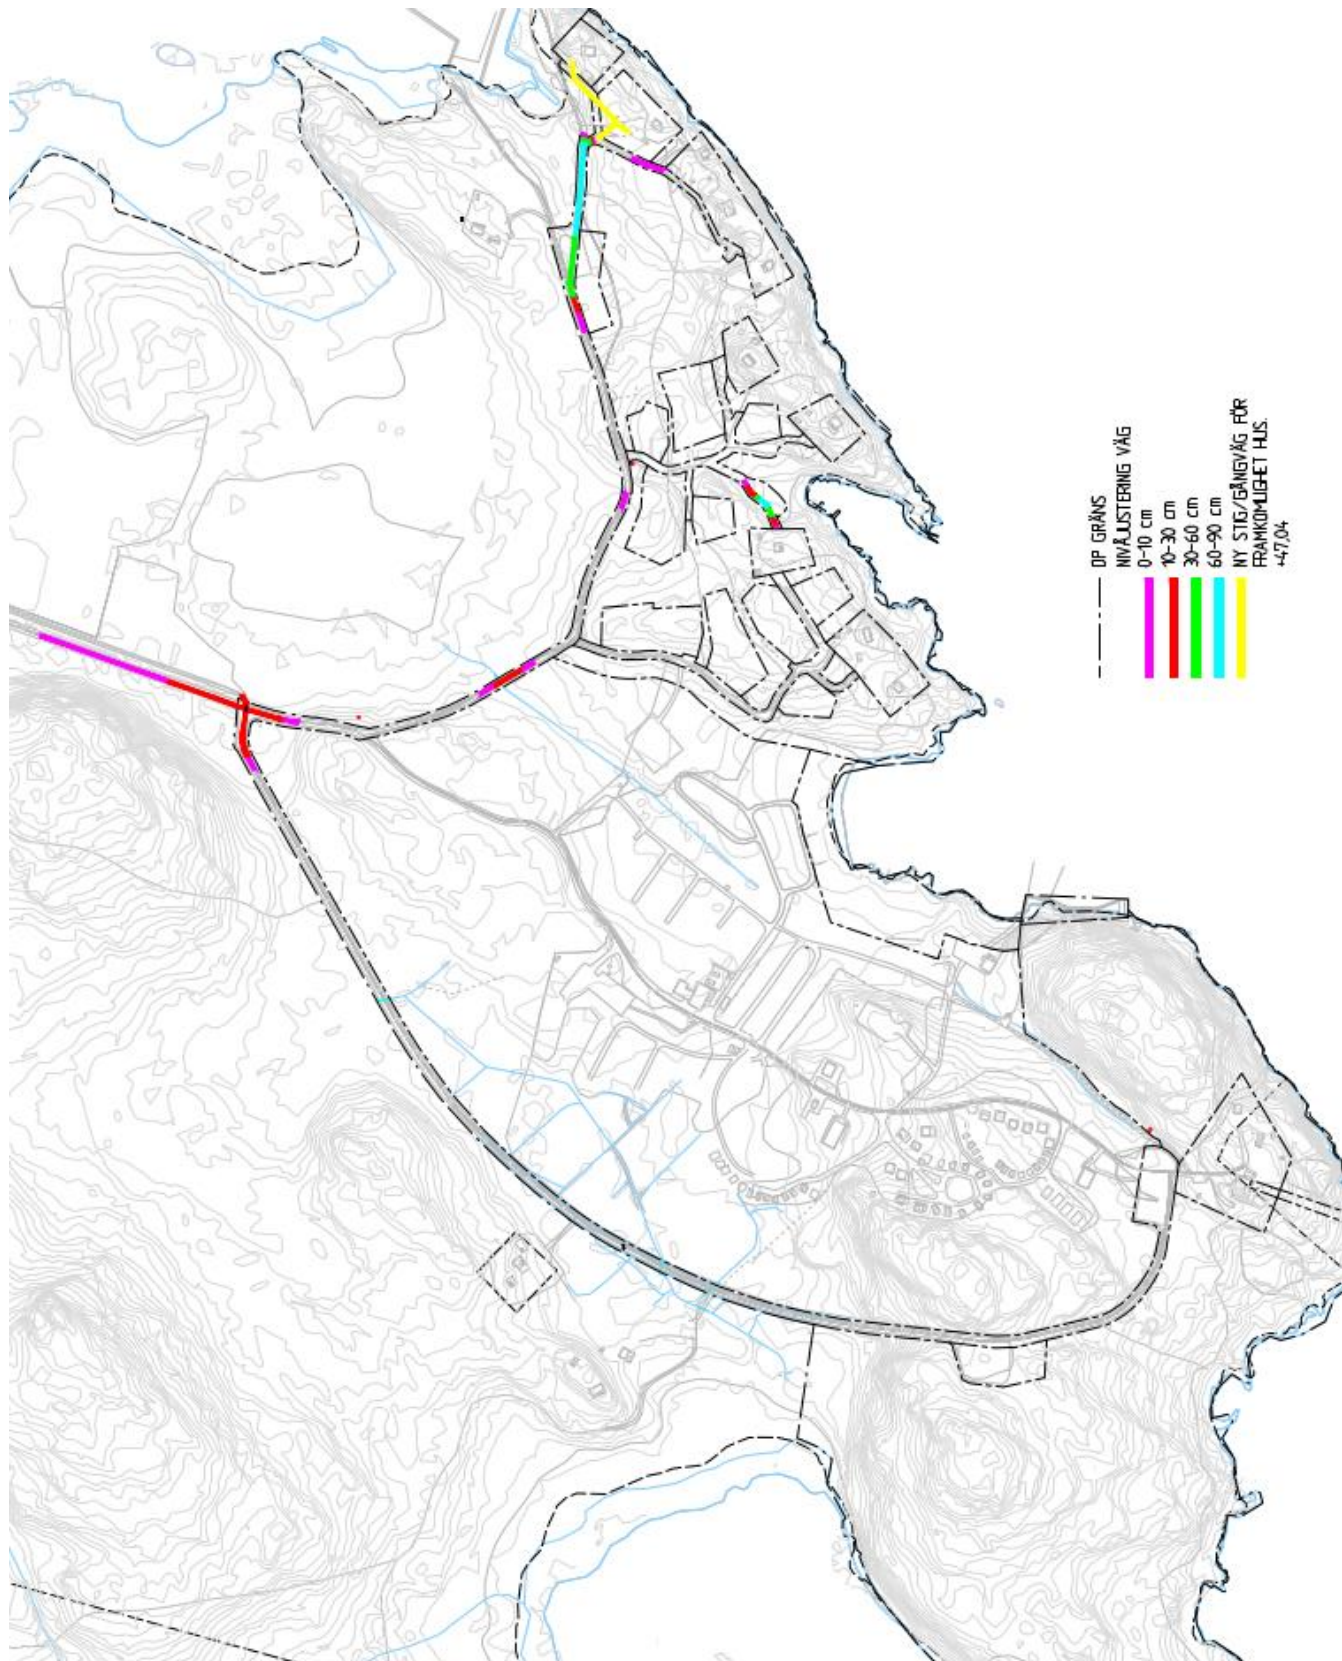 DP GRÄNS
NIVÅJUSTERING VÄG
0-10 cm
10-30 cm
30-60 cm
60-90 cm
NY STIG/GÅNGVÄG FÖR
FRAMKOMLIGHET HUS.
+47,04